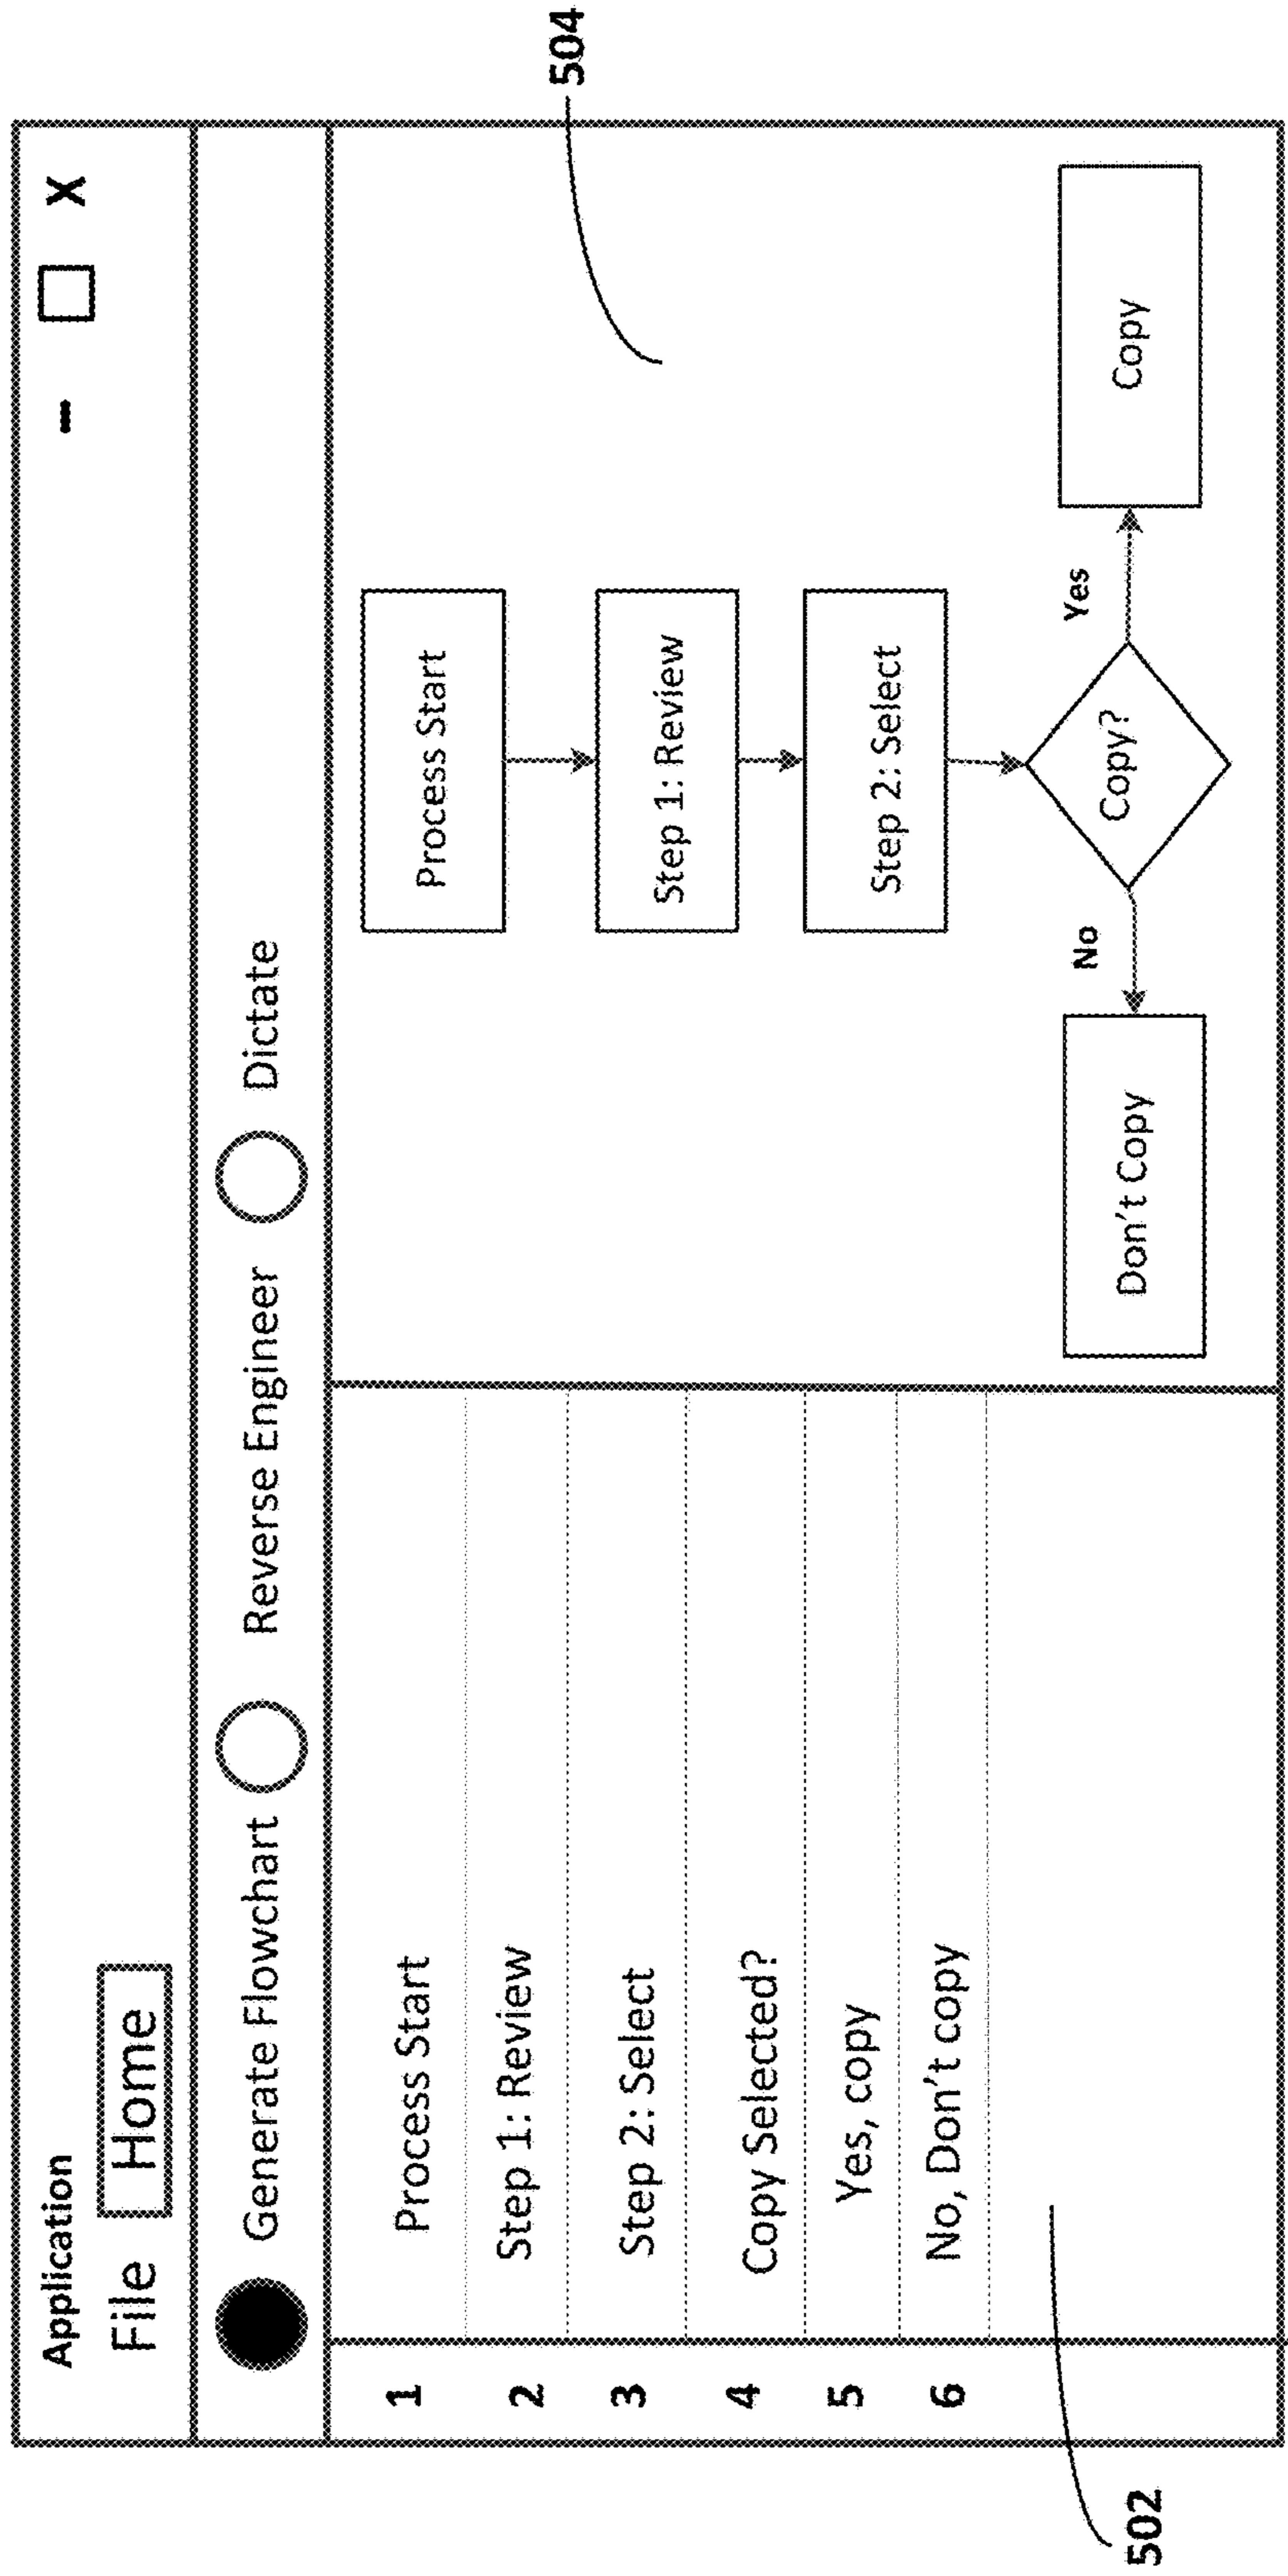 Application
– □ X
File Home
Generate Flowchart Reverse Engineer Dictate
1 Process Start
2 Step 1: Review
3 Step 2: Select
4 Copy Selected?
5 Yes, copy
6 No, Don't copy
502
504
Process Start
Step 1: Review
Step 2: Select
No Yes
Don't Copy Copy? Copy